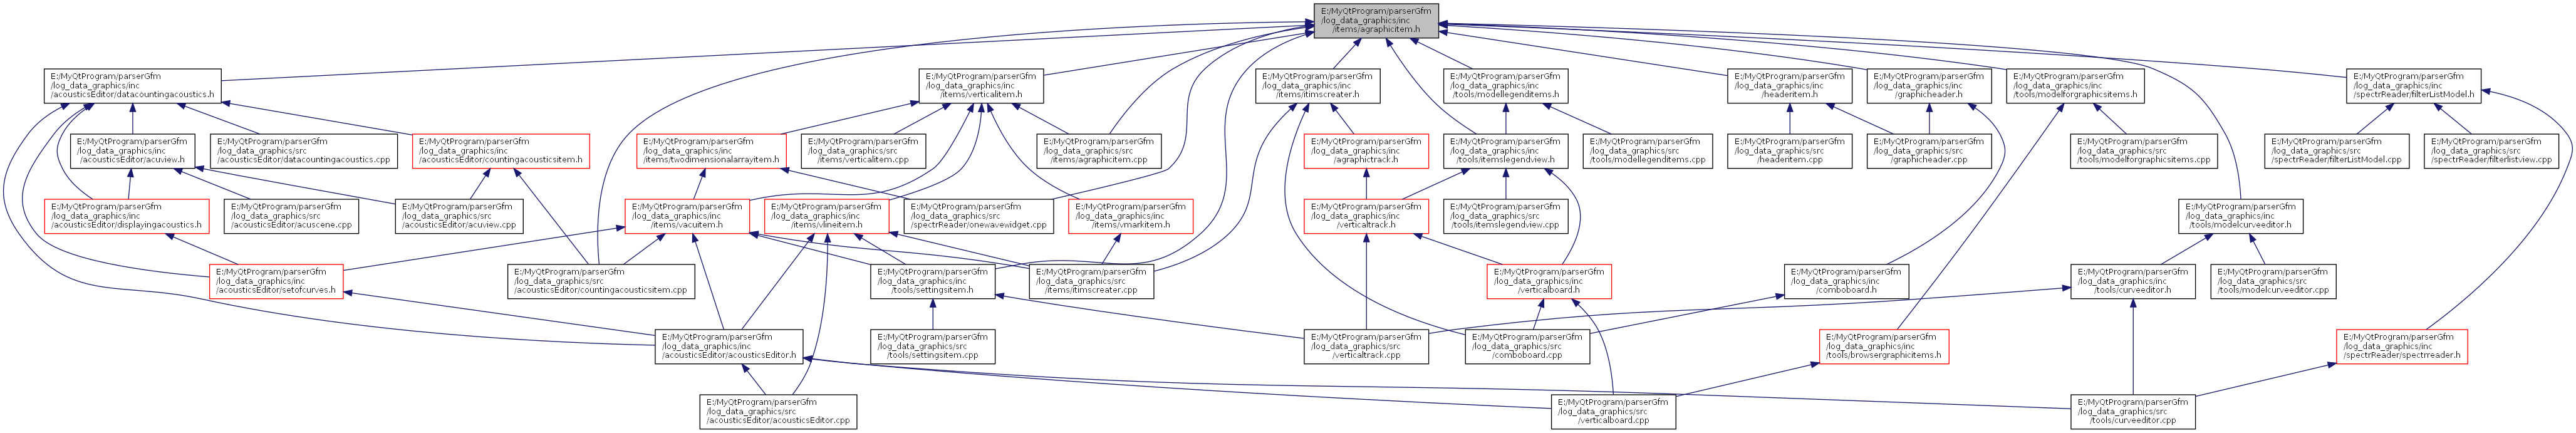 E:/MyQtProgram/parserGfm
/log_data_graphics/inc
/items/agraphicitem.h
E:/MyQtProgram/parserGfm
/log_data_graphics/inc
/acousticsEditor/datacountingacoustics.h
E:/MyQtProgram/parserGfm
/log_data_graphics/inc
/items/verticalitem.h
E:/MyQtProgram/parserGfm
/log_data_graphics/inc
/items/itimscreater.h
E:/MyQtProgram/parserGfm
/log_data_graphics/inc
/tools/modellegenditems.h
E:/MyQtProgram/parserGfm
/log_data_graphics/inc
/headeritem.h
E:/MyQtProgram/parserGfm
/log_data_graphics/inc
/graphicheader.h
E:/MyQtProgram/parserGfm
/log_data_graphics/inc
/tools/modelforgraphicsitems.h
E:/MyQtProgram/parserGfm
/log_data_graphics/inc
/spectrReader/filterListModel.h
E:/MyQtProgram/parserGfm
/log_data_graphics/inc
/acousticsEditor/acuview.h
E:/MyQtProgram/parserGfm
/log_data_graphics/src
/acousticsEditor/datacountingacoustics.cpp
E:/MyQtProgram/parserGfm
/log_data_graphics/inc
/acousticsEditor/countingacousticsitem.h
E:/MyQtProgram/parserGfm
/log_data_graphics/inc
/items/twodimensionalarrayitem.h
E:/MyQtProgram/parserGfm
/log_data_graphics/src
/items/verticalitem.cpp
E:/MyQtProgram/parserGfm
/log_data_graphics/src
/items/agraphicitem.cpp
E:/MyQtProgram/parserGfm
/log_data_graphics/inc
/agraphictrack.h
E:/MyQtProgram/parserGfm
/log_data_graphics/inc
/tools/itemslegendview.h
E:/MyQtProgram/parserGfm
/log_data_graphics/src
/tools/modellegenditems.cpp
E:/MyQtProgram/parserGfm
/log_data_graphics/src
/headeritem.cpp
E:/MyQtProgram/parserGfm
/log_data_graphics/src
/graphicheader.cpp
E:/MyQtProgram/parserGfm
/log_data_graphics/src
/tools/modelforgraphicsitems.cpp
E:/MyQtProgram/parserGfm
/log_data_graphics/src
/spectrReader/filterListModel.cpp
E:/MyQtProgram/parserGfm
/log_data_graphics/src
/spectrReader/filterlistview.cpp
E:/MyQtProgram/parserGfm
/log_data_graphics/inc
/acousticsEditor/displayingacoustics.h
E:/MyQtProgram/parserGfm
/log_data_graphics/src
/acousticsEditor/acuscene.cpp
E:/MyQtProgram/parserGfm
/log_data_graphics/src
/acousticsEditor/acuview.cpp
E:/MyQtProgram/parserGfm
/log_data_graphics/inc
/items/vacuitem.h
E:/MyQtProgram/parserGfm
/log_data_graphics/inc
/items/vlineitem.h
E:/MyQtProgram/parserGfm
/log_data_graphics/src
/spectrReader/onewavewidget.cpp
E:/MyQtProgram/parserGfm
/log_data_graphics/inc
/items/vmarkitem.h
E:/MyQtProgram/parserGfm
/log_data_graphics/inc
/verticaltrack.h
E:/MyQtProgram/parserGfm
/log_data_graphics/src
/tools/itemslegendview.cpp
E:/MyQtProgram/parserGfm
/log_data_graphics/inc
/tools/modelcurveeditor.h
E:/MyQtProgram/parserGfm
/log_data_graphics/inc
/acousticsEditor/setofcurves.h
E:/MyQtProgram/parserGfm
/log_data_graphics/src
/acousticsEditor/countingacousticsitem.cpp
E:/MyQtProgram/parserGfm
/log_data_graphics/inc
/tools/settingsitem.h
E:/MyQtProgram/parserGfm
/log_data_graphics/src
/items/itimscreater.cpp
E:/MyQtProgram/parserGfm
/log_data_graphics/inc
/verticalboard.h
E:/MyQtProgram/parserGfm
/log_data_graphics/inc
/comboboard.h
E:/MyQtProgram/parserGfm
/log_data_graphics/inc
/tools/curveeditor.h
E:/MyQtProgram/parserGfm
/log_data_graphics/src
/tools/modelcurveeditor.cpp
E:/MyQtProgram/parserGfm
/log_data_graphics/inc
/acousticsEditor/acousticsEditor.h
E:/MyQtProgram/parserGfm
/log_data_graphics/src
/tools/settingsitem.cpp
E:/MyQtProgram/parserGfm
/log_data_graphics/src
/verticaltrack.cpp
E:/MyQtProgram/parserGfm
/log_data_graphics/src
/comboboard.cpp
E:/MyQtProgram/parserGfm
/log_data_graphics/inc
/tools/browsergraphicitems.h
E:/MyQtProgram/parserGfm
/log_data_graphics/inc
/spectrReader/spectrreader.h
E:/MyQtProgram/parserGfm
/log_data_graphics/src
/acousticsEditor/acousticsEditor.cpp
E:/MyQtProgram/parserGfm
/log_data_graphics/src
/verticalboard.cpp
E:/MyQtProgram/parserGfm
/log_data_graphics/src
/tools/curveeditor.cpp